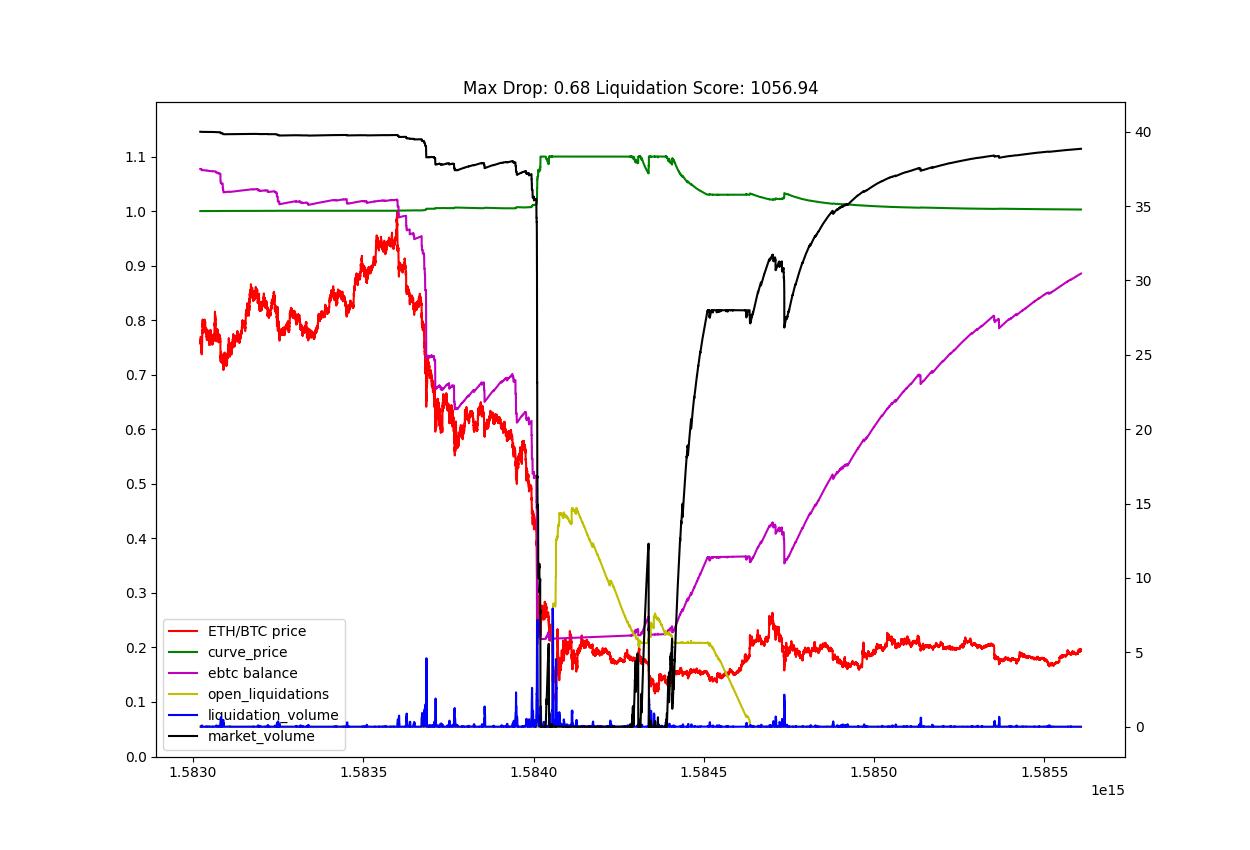 Max Drop: 0.68 Liquidation Score: 1056.94
1.1
1.0
0.9
0.8
0.7
0.6
0.5
0.4
0.3
0.2
0.1
0.0
40
35
30
25
20
15
10
5
0
ETH/BTC price
curve_price
ebtc balance
open_liquidations
liquidation_volume
market_volume
1.5830 1.5835 1.5840 1.5845 1.5850 1.5855
1e15